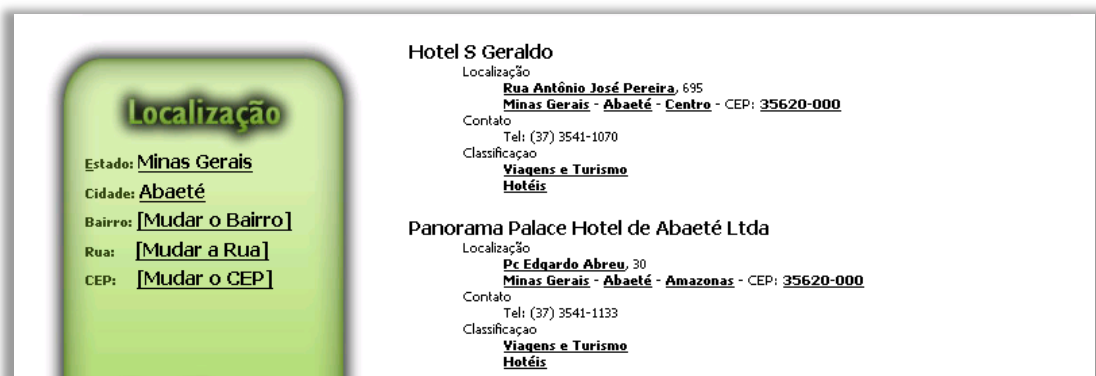 Localização
Estado: Minas Gerais
Cidade: Abaeté
Bairro: [Mudar o Bairro]
Rua: [Mudar a Rua]
CEP: [Mudar o CEP]
Hotel S Geraldo
Localização
Rua Antônio José Pereira, 695
Minas Gerais - Abaeté - Centro - CEP: 35620-000
Contato
Tel: (37) 3541-1070
Classificaçao
Viagens e Turismo
Hotéis
Panorama Palace Hotel de Abaeté Ltda
Localização
Pc Edgardo Abreu, 30
Minas Gerais - Abaeté - Amazonas - CEP: 35620-000
Contato
Tel: (37) 3541-1133
Classificaçao
Viagens e Turismo
Hotéis